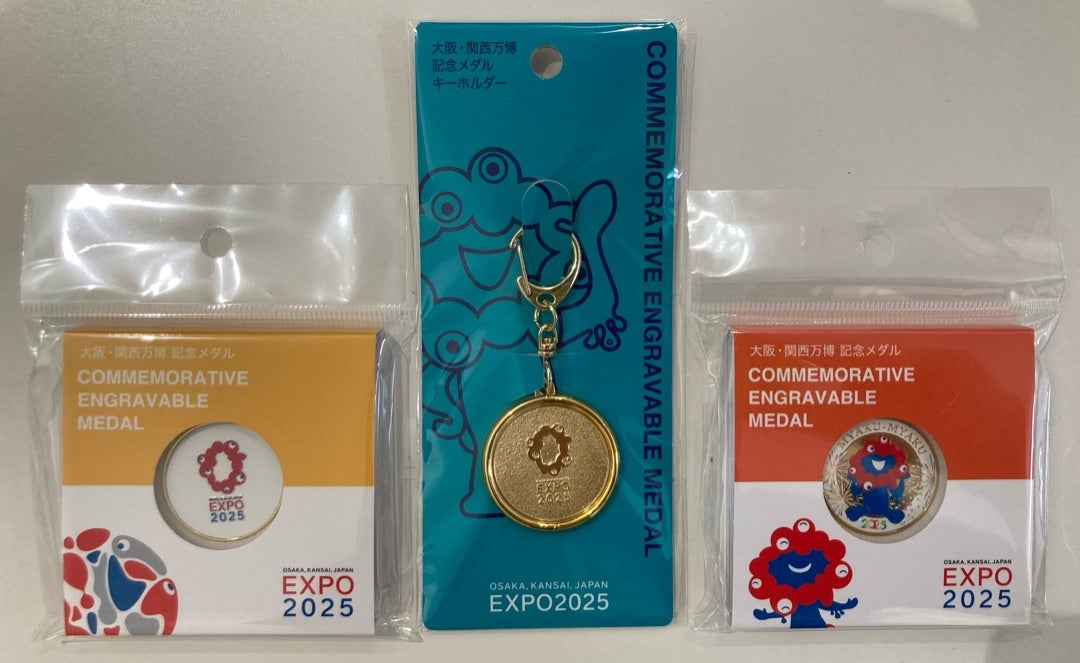 大阪・関西万博 記念メダル
COMMEMORATIVE
ENGRAVABLE
MEDAL
EXPO
2025
OSAKA, KANSAI, JAPAN
EXPO
2025
大阪・関西万博
記念メダル
キーホルダー
COMMEMORATIVE ENGRAVABLE MEDAL
EXPO
2025
OSAKA, KANSAI, JAPAN
EXPO2025
大阪・関西万博 記念メダル
COMMEMORATIVE
ENGRAVABLE
MEDAL
MYAKU-MYAKU
2025
OSAKA, KANSAI, JAPAN
EXPO
2025